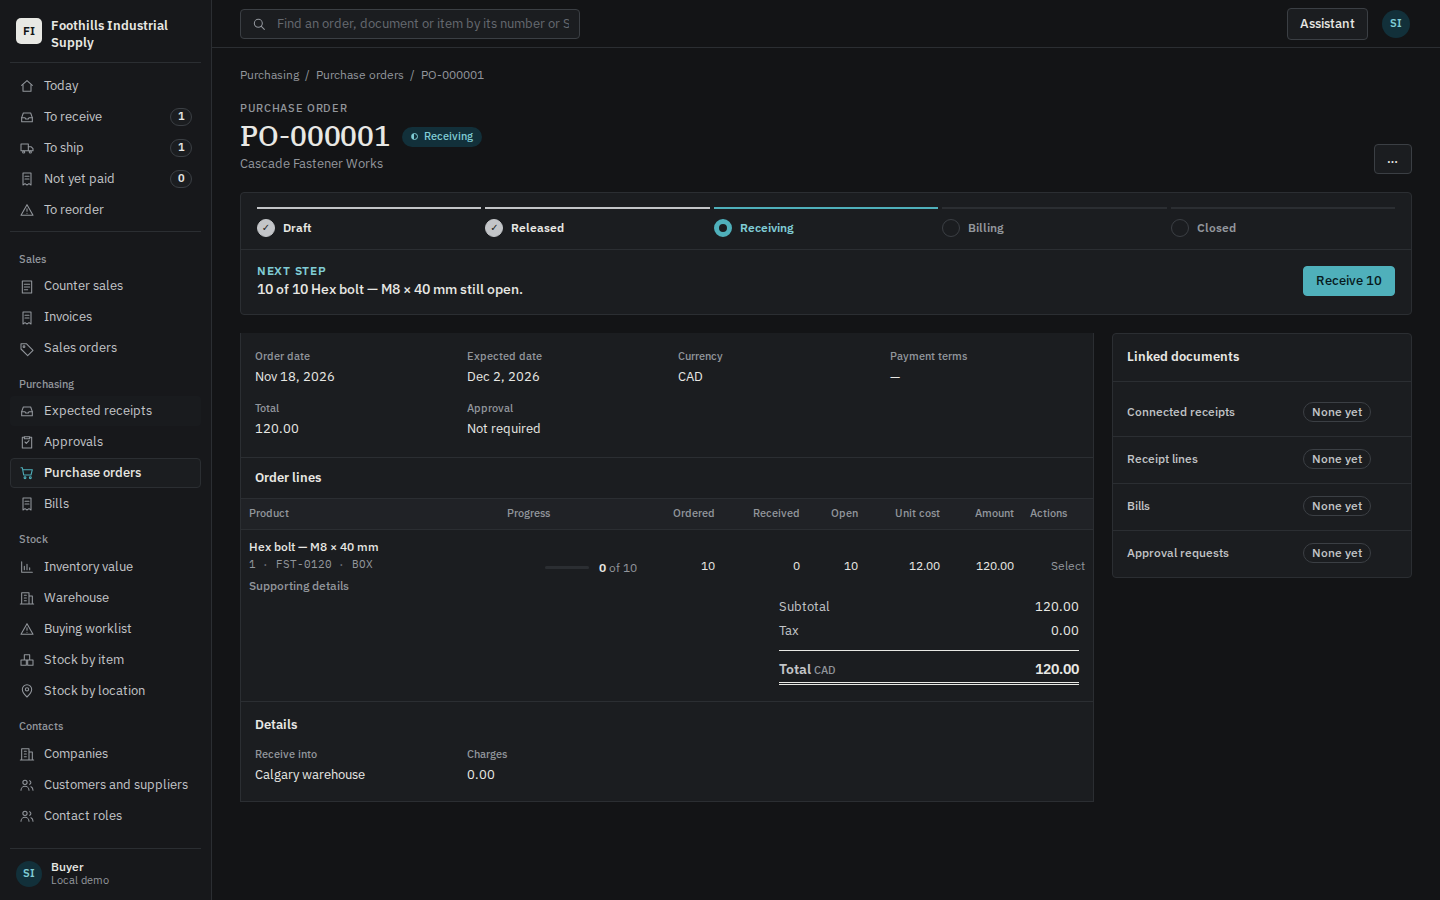 FI
Foothills Industrial
Supply
Find an order, document or item by its number or S
Assistant
SI
Today
To receive 1
To ship 1
Not yet paid 0
To reorder
Sales
Counter sales
Invoices
Sales orders
Purchasing
Expected receipts
Approvals
Purchase orders
Bills
Stock
Inventory value
Warehouse
Buying worklist
Stock by item
Stock by location
Contacts
Companies
Customers and suppliers
Contact roles
SI
Buyer
Local demo
Purchasing / Purchase orders / PO-000001
PURCHASE ORDER
PO-000001 Receiving
Cascade Fastener Works
...
Draft Released Receiving Billing Closed
NEXT STEP
10 of 10 Hex bolt — M8 × 40 mm still open.
Receive 10
Order date Expected date Currency Payment terms
Nov 18, 2026 Dec 2, 2026 CAD —
Total Approval
120.00 Not required
Order lines
Product Progress Ordered Received Open Unit cost Amount Actions
Hex bolt — M8 × 40 mm
1 · FST-0120 · BOX
0 of 10 10 0 10 12.00 120.00 Select
Supporting details
Subtotal 120.00
Tax 0.00
Total CAD 120.00
Details
Receive into Charges
Calgary warehouse 0.00
Linked documents
Connected receipts None yet
Receipt lines None yet
Bills None yet
Approval requests None yet